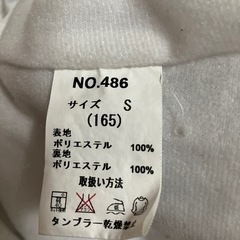 NO.486
サイズ S
(165)
表地
ポリエステル 100%
裏地
ポリエステル 100%
取扱い方法
タンブラー乾燥禁止